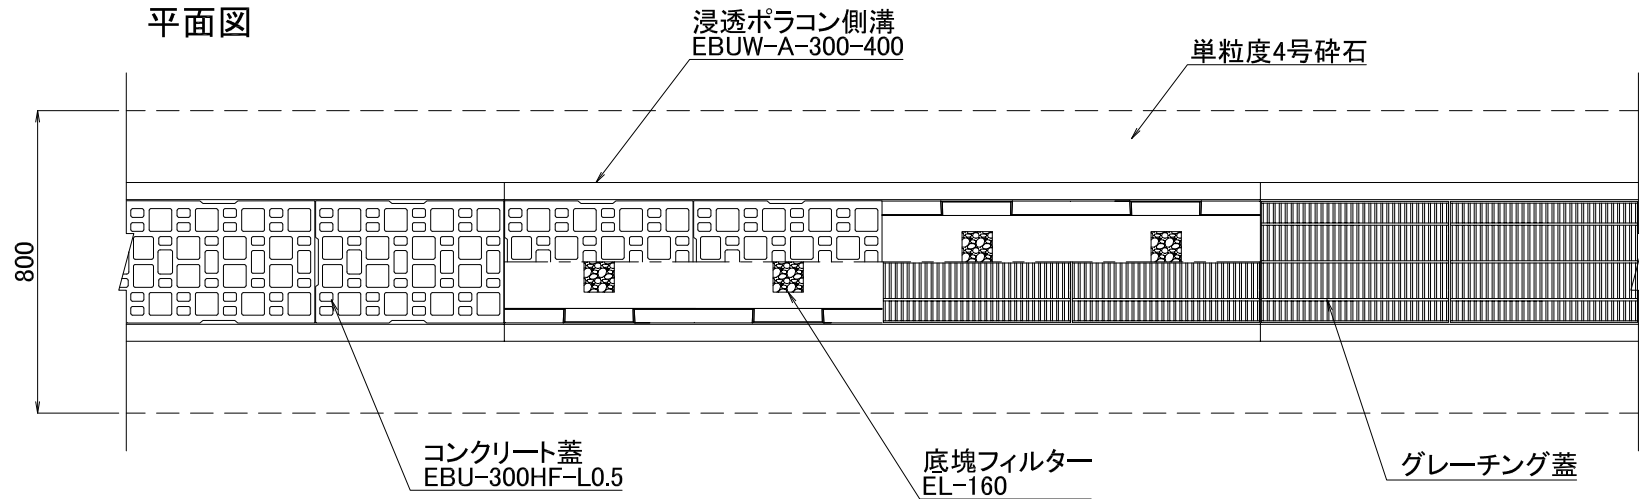 平面図
浸透ポラコン側溝
EBUW-A-300-400
単粒度4号砕石
800
コンクリート蓋
EBU-300HF-L0.5
底塊フィルター
EL-160
グレーチング蓋